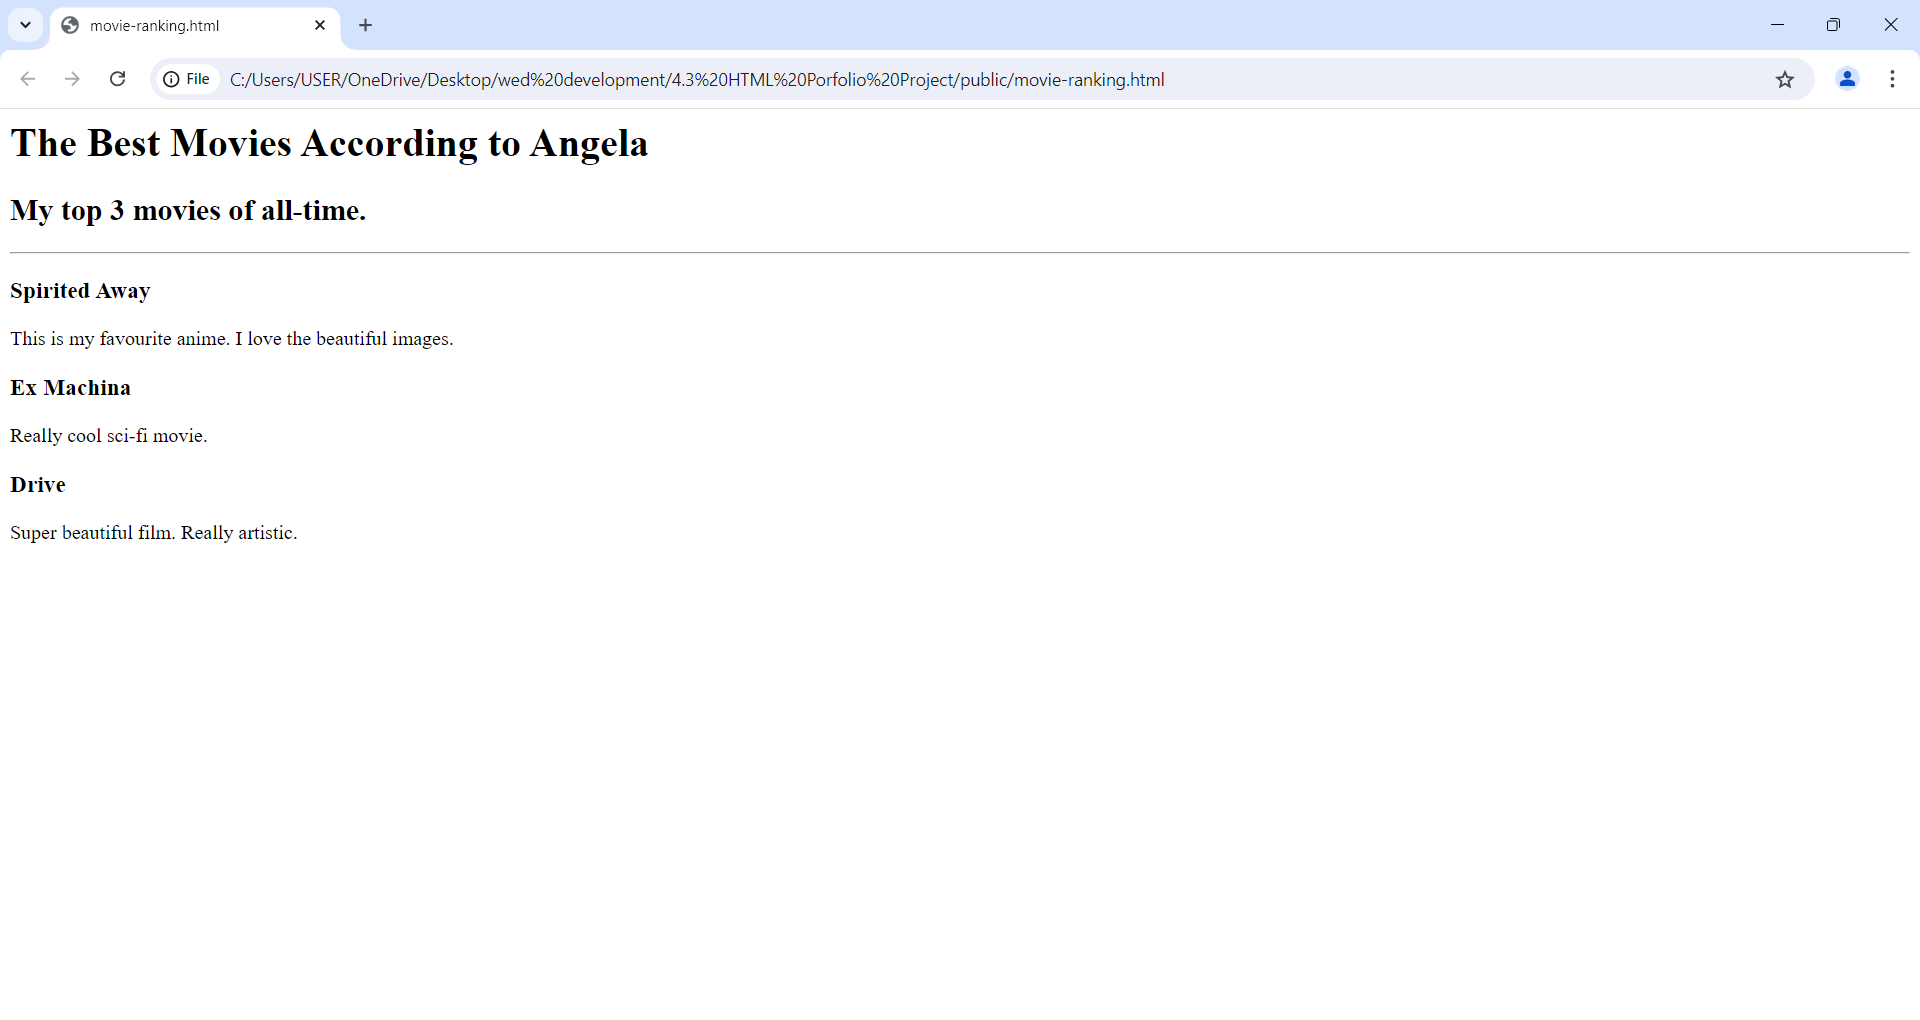 movie-ranking.html
File
C:/Users/USER/OneDrive/Desktop/wed%20development/4.3%20HTML%20Porfolio%20Project/public/movie-ranking.html
The Best Movies According to Angela
My top 3 movies of all-time.
Spirited Away
This is my favourite anime. I love the beautiful images.
Ex Machina
Really cool sci-fi movie.
Drive
Super beautiful film. Really artistic.